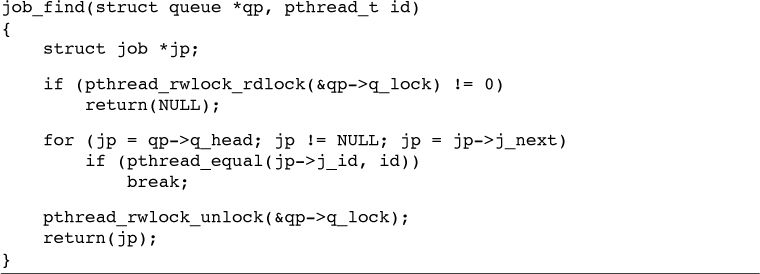 job_find(struct queue *qp, pthread_t id)
{
    struct job *jp;
    if (pthread_rwlock_rdlock(&qp->q_lock) != 0)
        return(NULL);
    for (jp = qp->q_head; jp != NULL; jp = jp->j_next)
        if (pthread_equal(jp->j_id, id))
            break;
    pthread_rwlock_unlock(&qp->q_lock);
    return(jp);
}